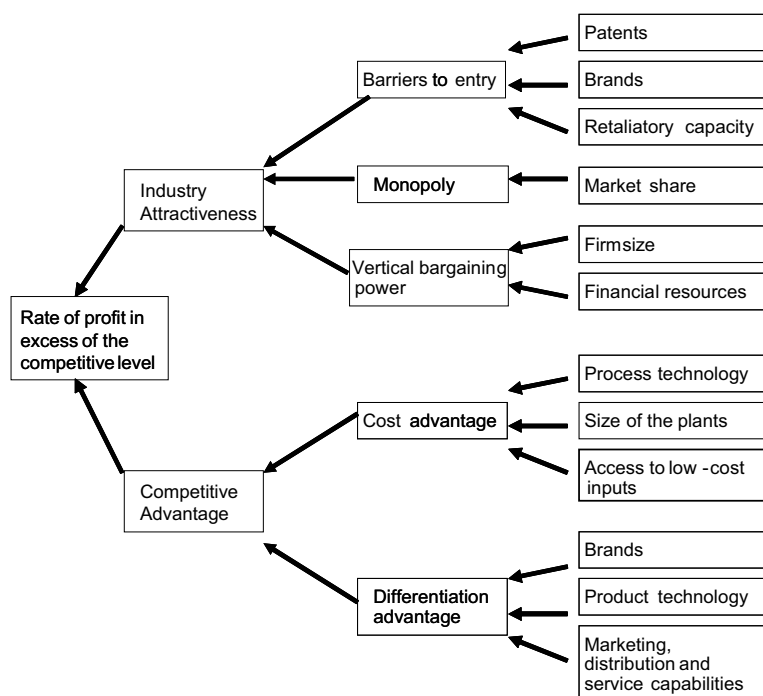 Patents
Barriers to entry
Brands
Retaliatory capacity
Industry
Attractiveness
Monopoly
Market share
Firmsize
Vertical bargaining
power
Financial resources
Rate of profit in
excess of the
competitive level
Process technology
Cost advantage
Size of the plants
Access to low -cost
inputs
Competitive
Advantage
Brands
Differentiation
advantage
Product technology
Marketing,
distribution and
service capabilities